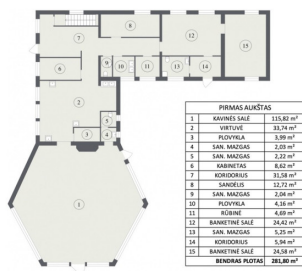 7
8
12
15
6
9
10
11
13
14
2
5
3
4
1
PIRMAS AUKŠTAS
1 KAVINĖS SALĖ 115,82 m²
2 VIRTUVĖ 33,74 m²
3 PLOVYKLA 3,99 m²
4 SAN. MAZGAS 2,03 m²
5 SAN. MAZGAS 2,22 m²
6 KABINETAS 8,62 m²
7 KORIDORIUS 31,58 m²
8 SANDĖLIS 12,72 m²
9 SAN. MAZGAS 2,04 m²
10 PLOVYKLA 4,16 m²
11 RŪBINĖ 4,69 m²
12 BANKETINĖ SALĖ 24,42 m²
13 SAN. MAZGAS 5,25 m²
14 KORIDORIUS 5,94 m²
15 BANKETINĖ SALĖ 24,58 m²
BENDRAS PLOTAS 281,80 m²